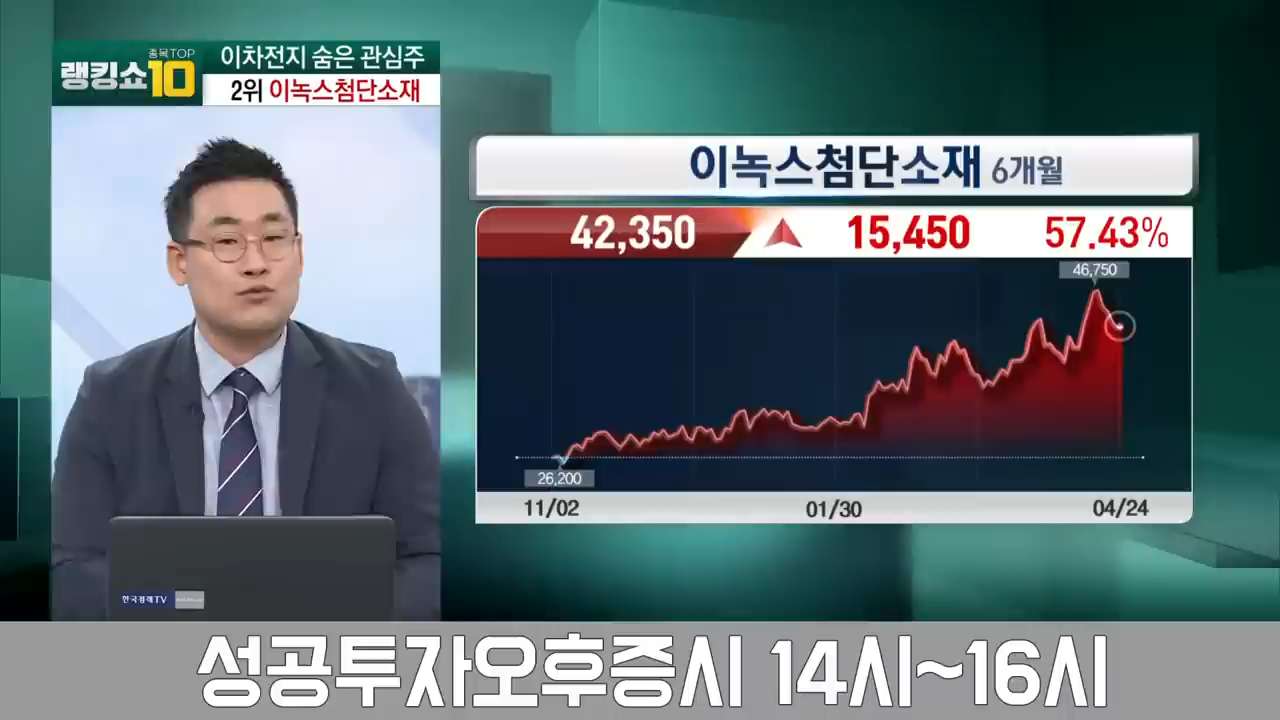 종목TOP
랭킹쇼10
이차전지 숨은 관심주
2위 이녹스첨단소재
이녹스첨단소재 6개월
42,350 ▲ 15,450 57.43%
46,750
26,200
11/02 01/30 04/24
한국경제TV
성공투자오후증시 14시~16시